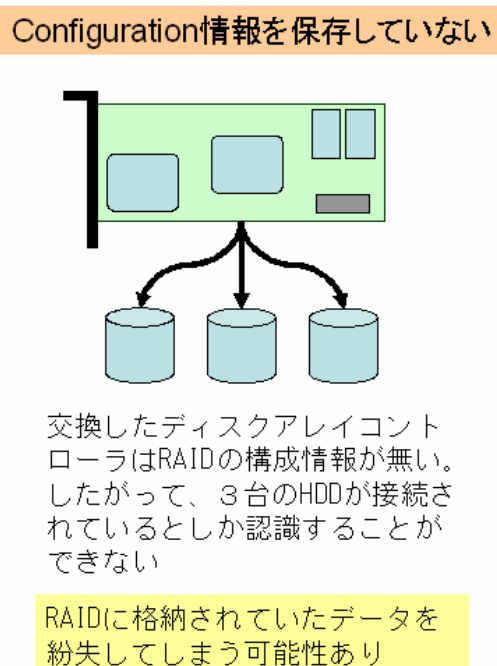 Configuration情報を保存していない
交換したディスクアレイコント
ローラはRAIDの構成情報が無い。
したがって、３台のHDDが接続さ
れているとしか認識することが
できない
RAIDに格納されていたデータを
紛失してしまう可能性あり